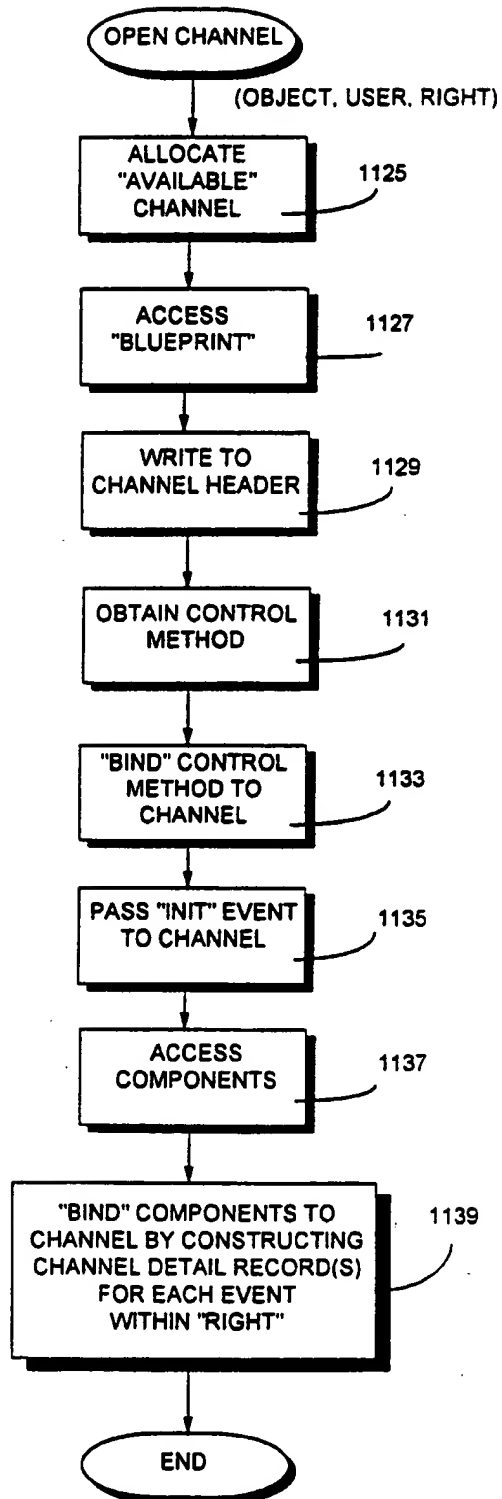 OPEN CHANNEL
(OBJECT, USER, RIGHT)
ALLOCATE
"AVAILABLE"
CHANNEL
1125
ACCESS
"BLUEPRINT"
1127
WRITE TO
CHANNEL HEADER
1129
OBTAIN CONTROL
METHOD
1131
"BIND" CONTROL
METHOD TO
CHANNEL
1133
PASS "INIT" EVENT
TO CHANNEL
1135
ACCESS
COMPONENTS
1137
"BIND" COMPONENTS TO
CHANNEL BY CONSTRUCTING
CHANNEL DETAIL RECORD(S)
FOR EACH EVENT
WITHIN "RIGHT"
1139
END